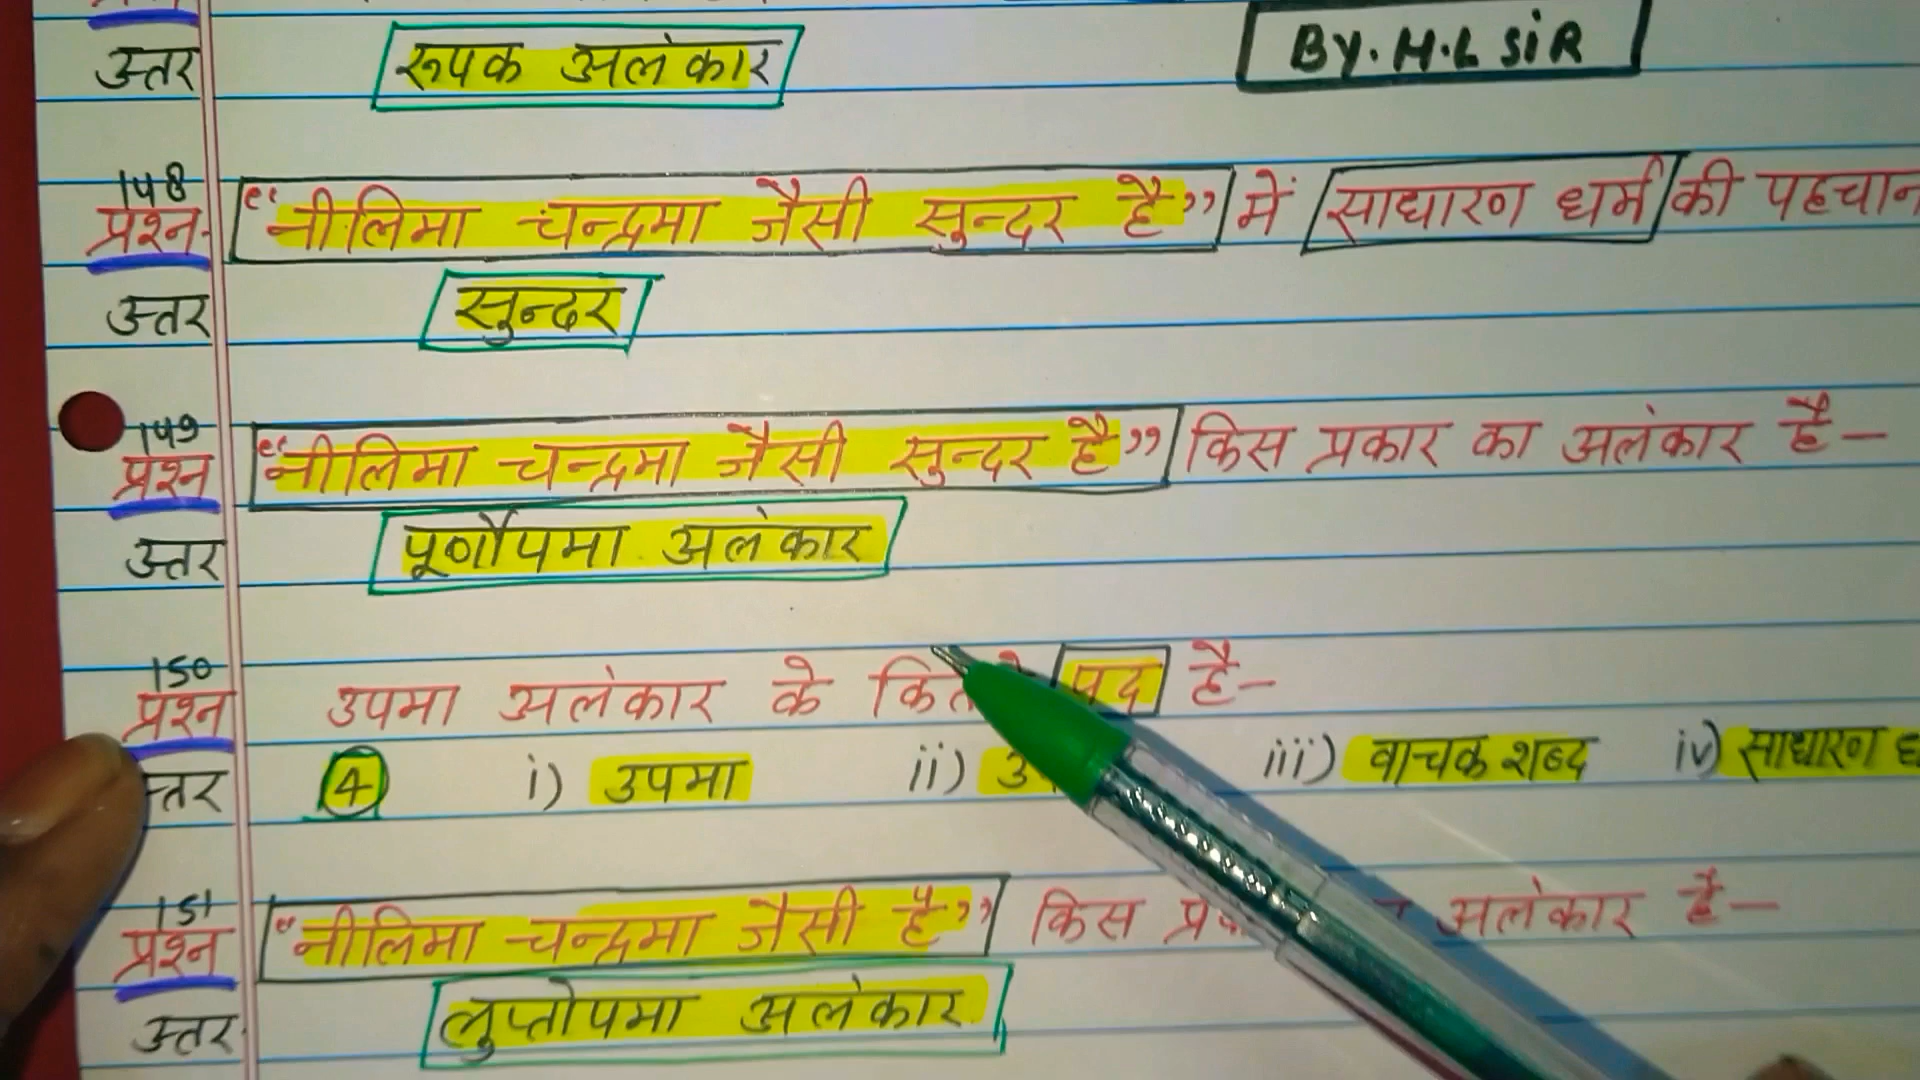 उत्तर रूपक अलंकार BY. H.L SIR
148
प्रश्न. "नीलिमा चन्द्रमा जैसी सुन्दर है" में साधारण धर्म की पहचान
उत्तर सुन्दर
149
प्रश्न "नीलिमा चन्द्रमा जैसी सुन्दर है" किस प्रकार का अलंकार है-
उत्तर पूर्णोपमा अलंकार
150
प्रश्न उपमा अलंकार के पद है-
4 i) उपमा ii) iii) वाचक शब्द iv) साधारण
151
प्रश्न "नीलिमा चन्द्रमा जैसी है" किस अलंकार है-
उत्तर. लुप्तोपमा अलंकार